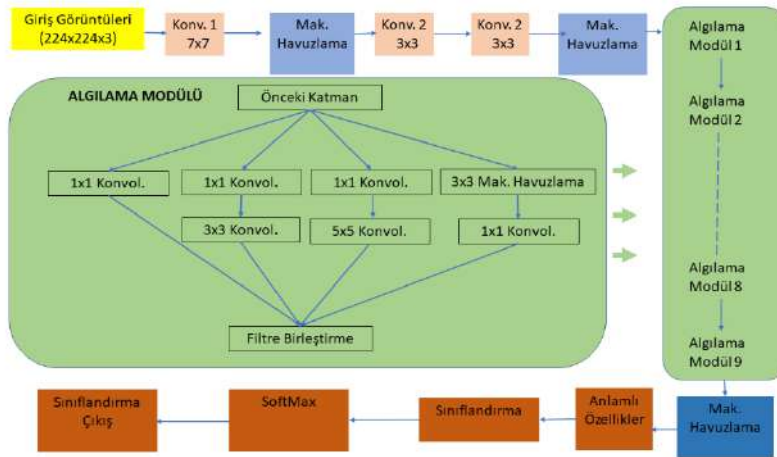 Giriş Görüntüleri
(224x224x3)
Konv. 1
7x7
Mak.
Havuzlama
Konv. 2
3x3
Konv. 2
3x3
Mak.
Havuzlama
Algılama
Modül 1
Algılama
Modül 2
Algılama
Modül 8
Algılama
Modül 9
ALGILAMA MODÜLÜ
Önceki Katman
1x1 Konvol.
1x1 Konvol.
1x1 Konvol.
3x3 Mak. Havuzlama
3x3 Konvol.
5x5 Konvol.
1x1 Konvol.
Filtre Birleştirme
Mak.
Havuzlama
Anlamlı
Özellikler
Sınıflandırma
SoftMax
Sınıflandırma
Çıkış